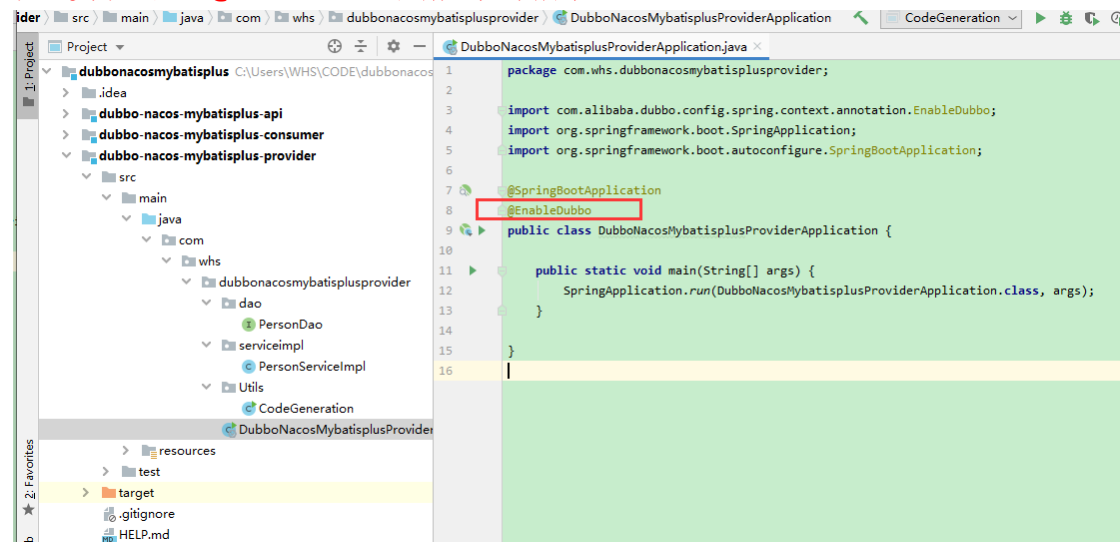 ider src main java com whs dubbonacosmybatisplusprovider DubboNacosMybatisplusProviderApplication CodeGeneration
1: Project
Project
dubbonacosmybatisplus C:\Users\WHS\CODE\dubbonacos
.idea
dubbo-nacos-mybatisplus-api
dubbo-nacos-mybatisplus-consumer
dubbo-nacos-mybatisplus-provider
src
main
java
com
whs
dubbonacosmybatisplusprovider
dao
PersonDao
serviceimpl
PersonServiceImpl
Utils
CodeGeneration
DubboNacosMybatisplusProvider
resources
test
target
.gitignore
HELP.md
2: Favorites
DubboNacosMybatisplusProviderApplication.java
1 package com.whs.dubbonacosmybatisplusprovider;
2
3 import com.alibaba.dubbo.config.spring.context.annotation.EnableDubbo;
4 import org.springframework.boot.SpringApplication;
5 import org.springframework.boot.autoconfigure.SpringBootApplication;
6
7 @SpringBootApplication
8 @EnableDubbo
9 public class DubboNacosMybatisplusProviderApplication {
10
11 public static void main(String[] args) {
12 SpringApplication.run(DubboNacosMybatisplusProviderApplication.class, args);
13 }
14
15 }
16